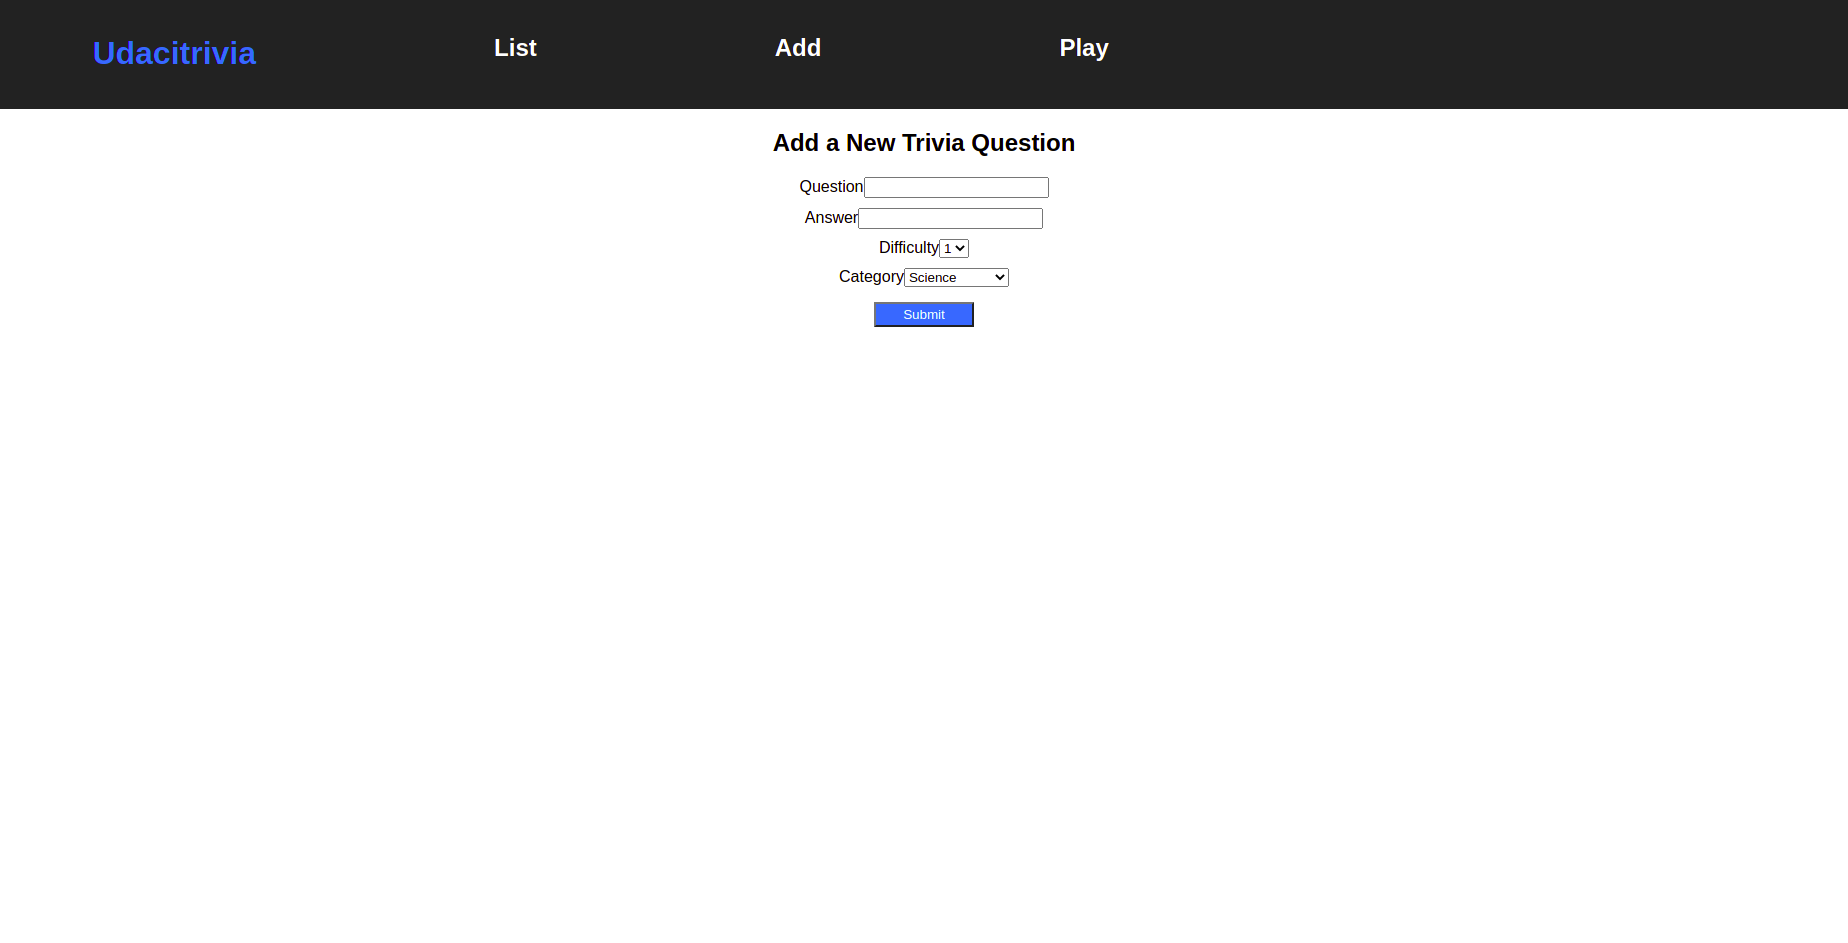 Udacitrivia List Add Play
Add a New Trivia Question
Question
Answer
Difficulty 1
Category Science
Submit